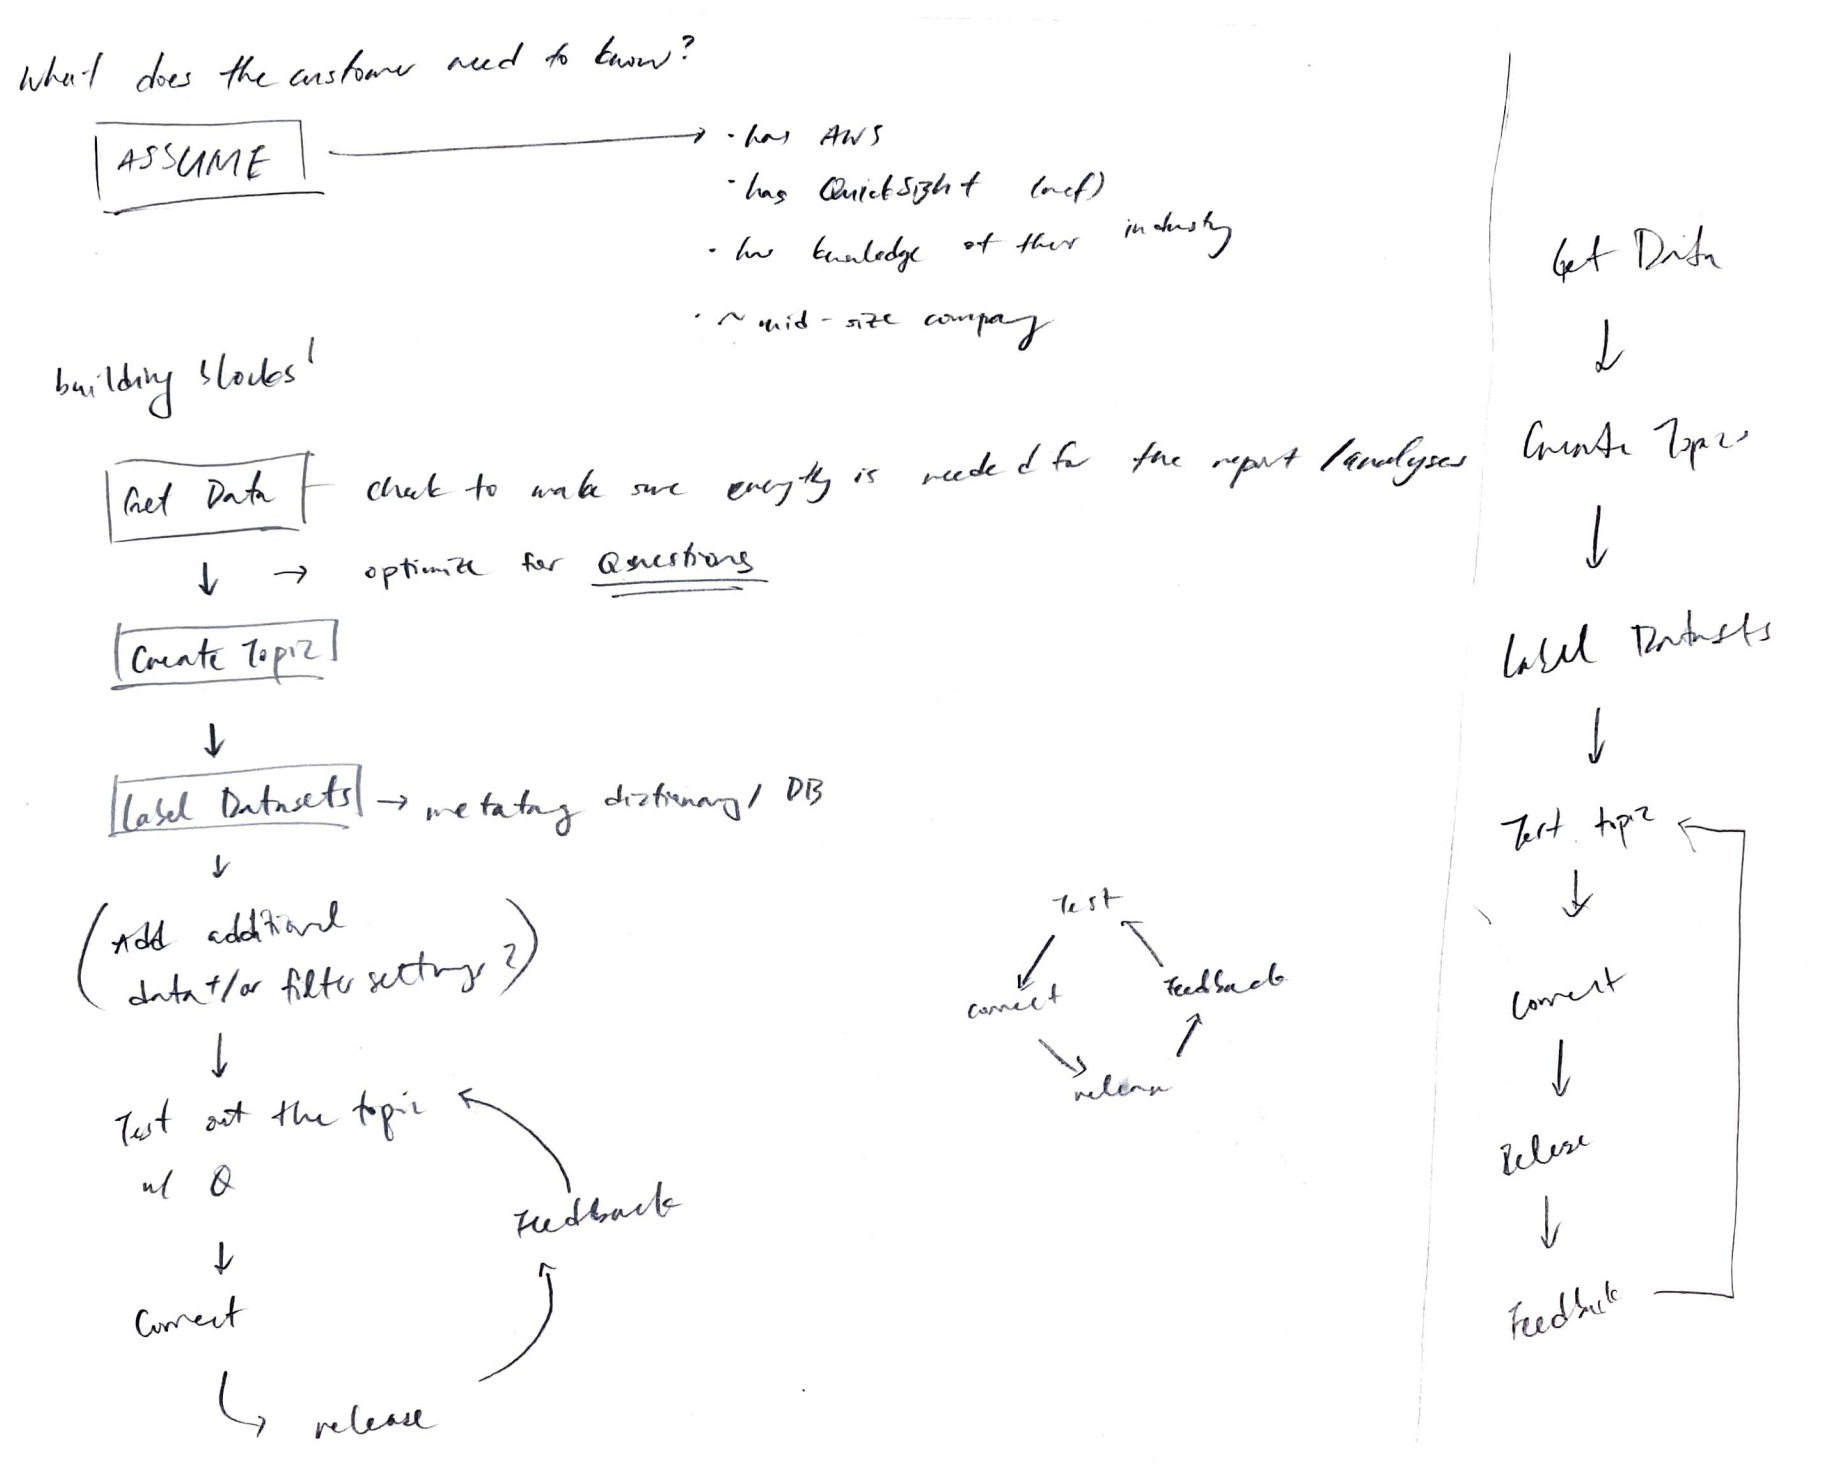 What does the customer need to know?
ASSUME
· has AWS
· has QuickSight
· has knowledge of their industry
· ~ mid-size company
building blocks!
Get Data
check to make sure everything is needed for the report / analyses
→ optimize for Questions
Create Topic
Label Datasets → metatag dictionary / DB
(Add additional
data +/or filter settings?)
Test out the topic
w/ Q
Feedback
Correct
release
Test
Correct
Feedback
release
Get Data
Create Topic
Label Datasets
Test topic
Correct
Release
Feedback